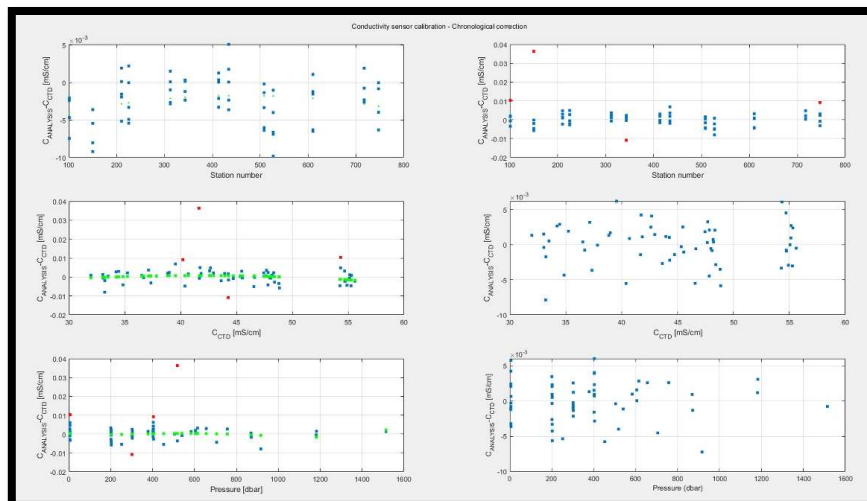 Conductivity sensor calibration - Chronological correction
×10⁻³
5
0
-5
-10
100 200 300 400 500 600 700 800
Station number
C_ANALYSIS-C_CTD [mS/cm]
0.04
0.03
0.02
0.01
0
-0.01
-0.02
100 200 300 400 500 600 700 800
Station number
C_ANALYSIS-C_CTD [mS/cm]
0.04
0.03
0.02
0.01
0
-0.01
-0.02
30 35 40 45 50 55 60
C_CTD [mS/cm]
C_ANALYSIS-C_CTD [mS/cm]
×10⁻³
5
0
-5
-10
30 35 40 45 50 55 60
C_CTD [mS/cm]
C_ANALYSIS-C_CTD [mS/cm]
0.04
0.03
0.02
0.01
0
-0.01
-0.02
0 200 400 600 800 1000 1200 1400 1600
Pressure [dbar]
C_ANALYSIS-C_CTD [mS/cm]
×10⁻³
5
0
-5
-10
0 200 400 600 800 1000 1200 1400 1600
Pressure (dbar]
C_ANALYSIS-C_CTD [mS/cm]